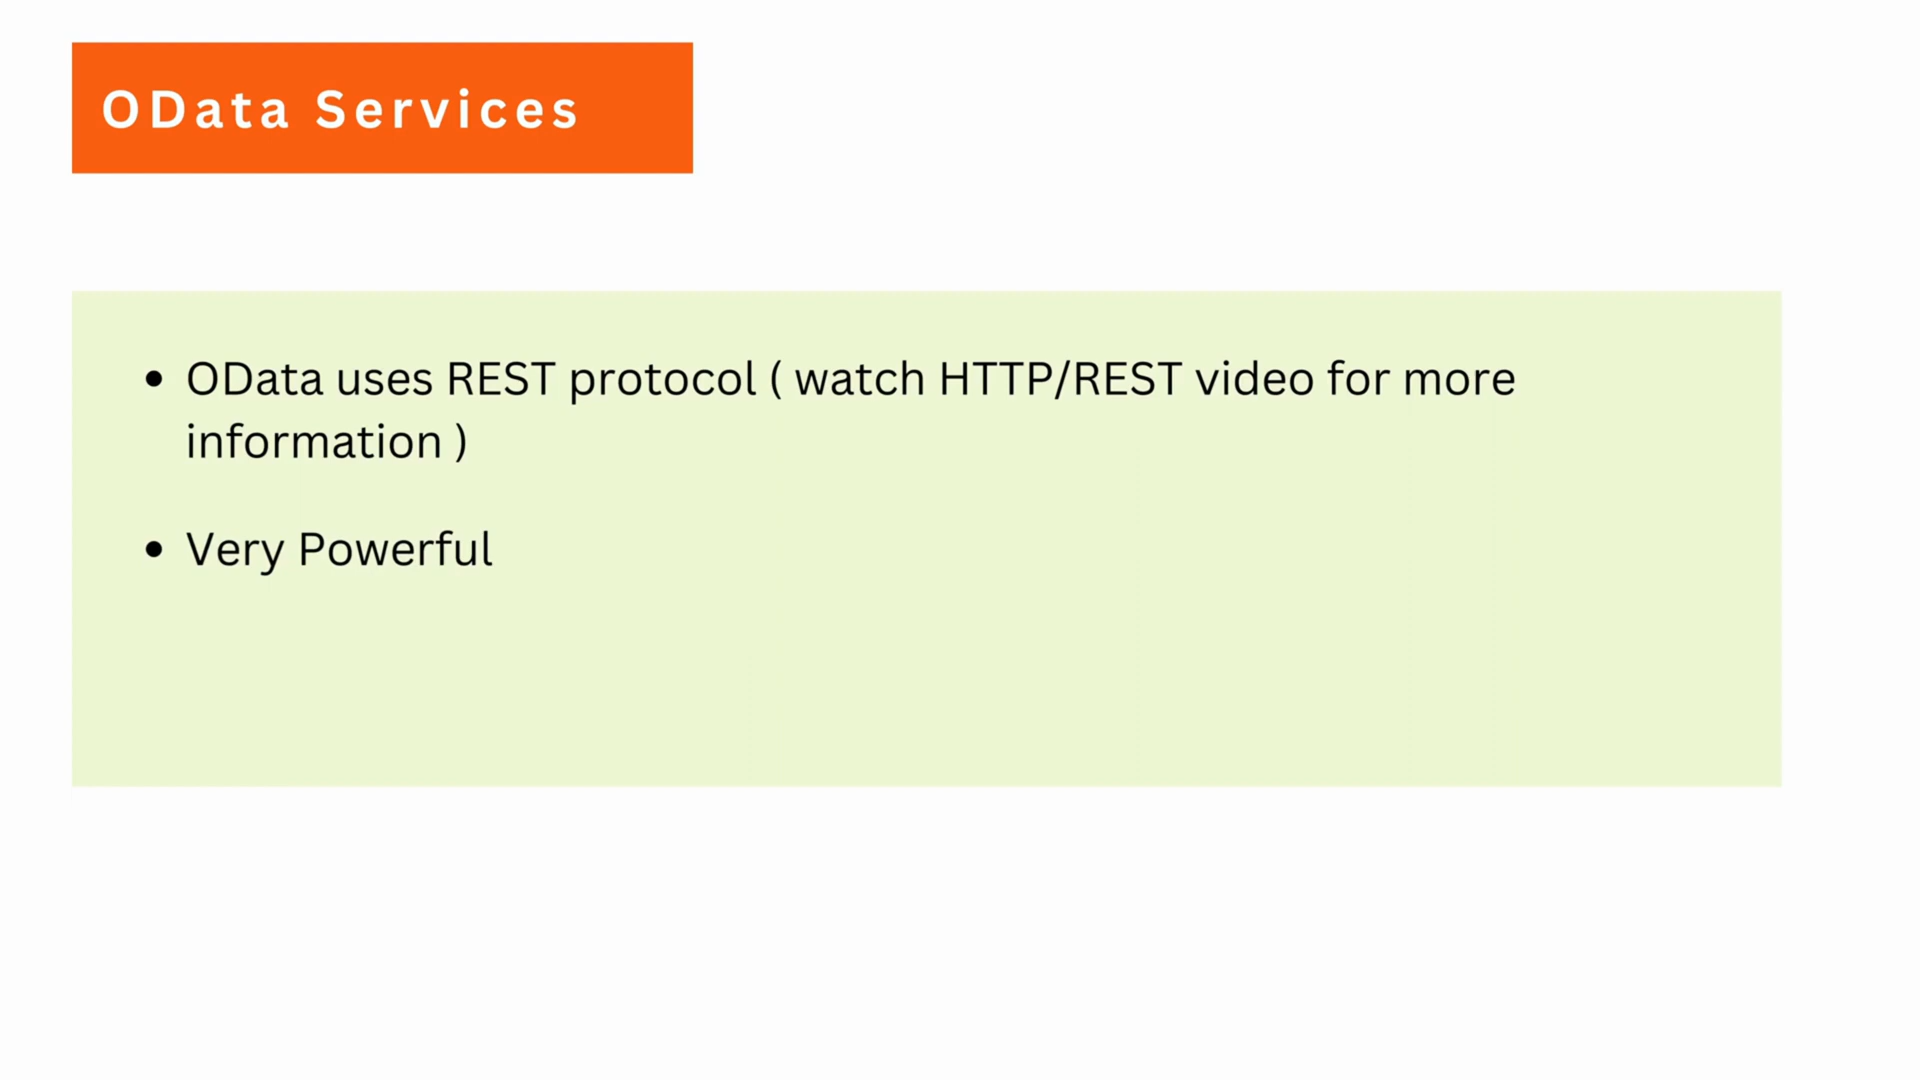 OData Services
• OData uses REST protocol ( watch HTTP/REST video for more
information )
• Very Powerful